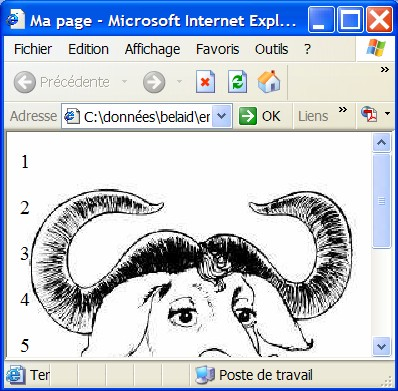 Ma page - Microsoft Internet Expl...
Fichier Edition Affichage Favoris Outils ?
Précédente
Adresse C:\données\belaid\er OK Liens
1
2
3
4
5
Ter Poste de travail